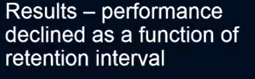 Results – performance
declined as a function of
retention interval